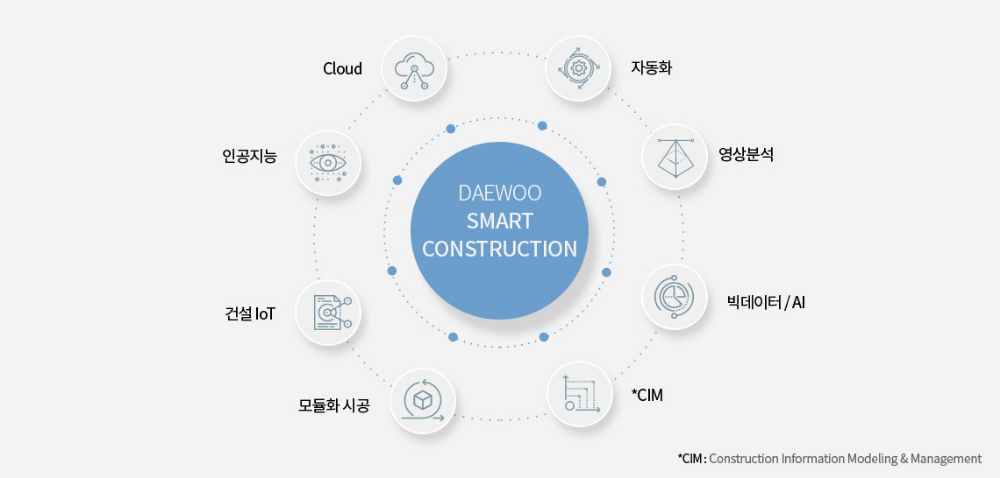 Cloud
자동화
인공지능
영상분석
DAEWOO
SMART
CONSTRUCTION
건설 IoT
빅데이터 / AI
모듈화 시공
*CIM
*CIM : Construction Information Modeling & Management